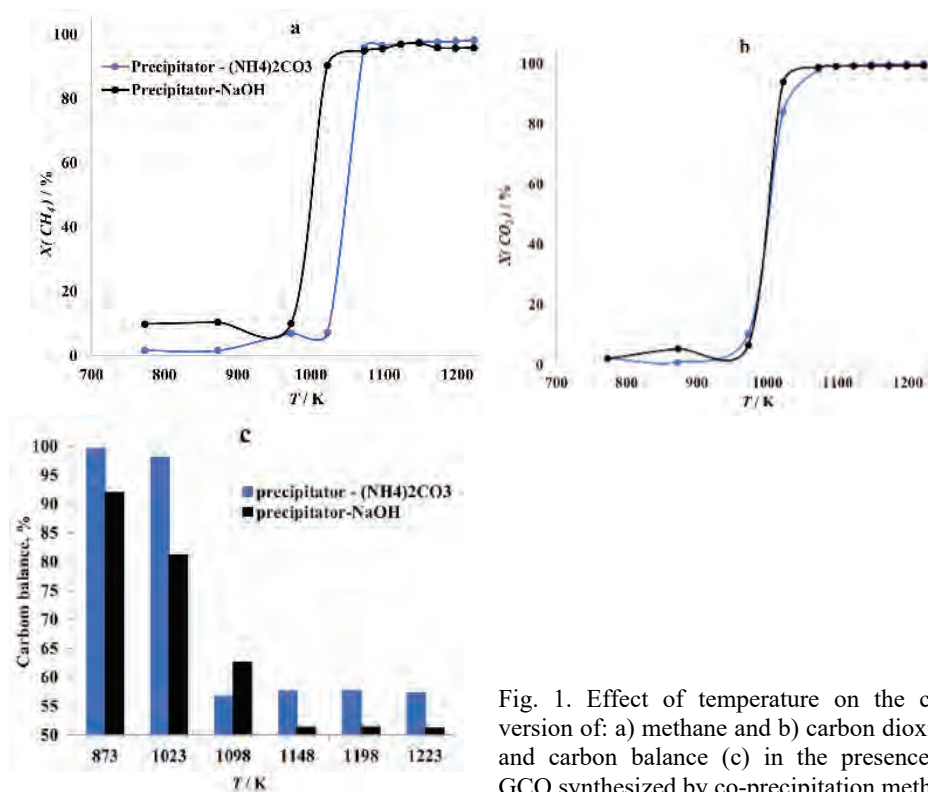 a
100
80
60
40
20
0
X(CH₄) / %
Precipitator - (NH4)2CO3
Precipitator-NaOH
700 800 900 1000 1100 1200
T / K
b
100
80
60
40
20
0
X(CO₂) / %
700 800 900 1000 1100 1200
T / K
c
100
95
90
85
80
75
70
65
60
55
50
Carbom balance, %
precipitator - (NH4)2CO3
precipitator-NaOH
873 1023 1098 1148 1198 1223
T / K
Fig. 1. Effect of temperature on the c
version of: a) methane and b) carbon diox
and carbon balance (c) in the presence
GCO synthesized by co-precipitation meth